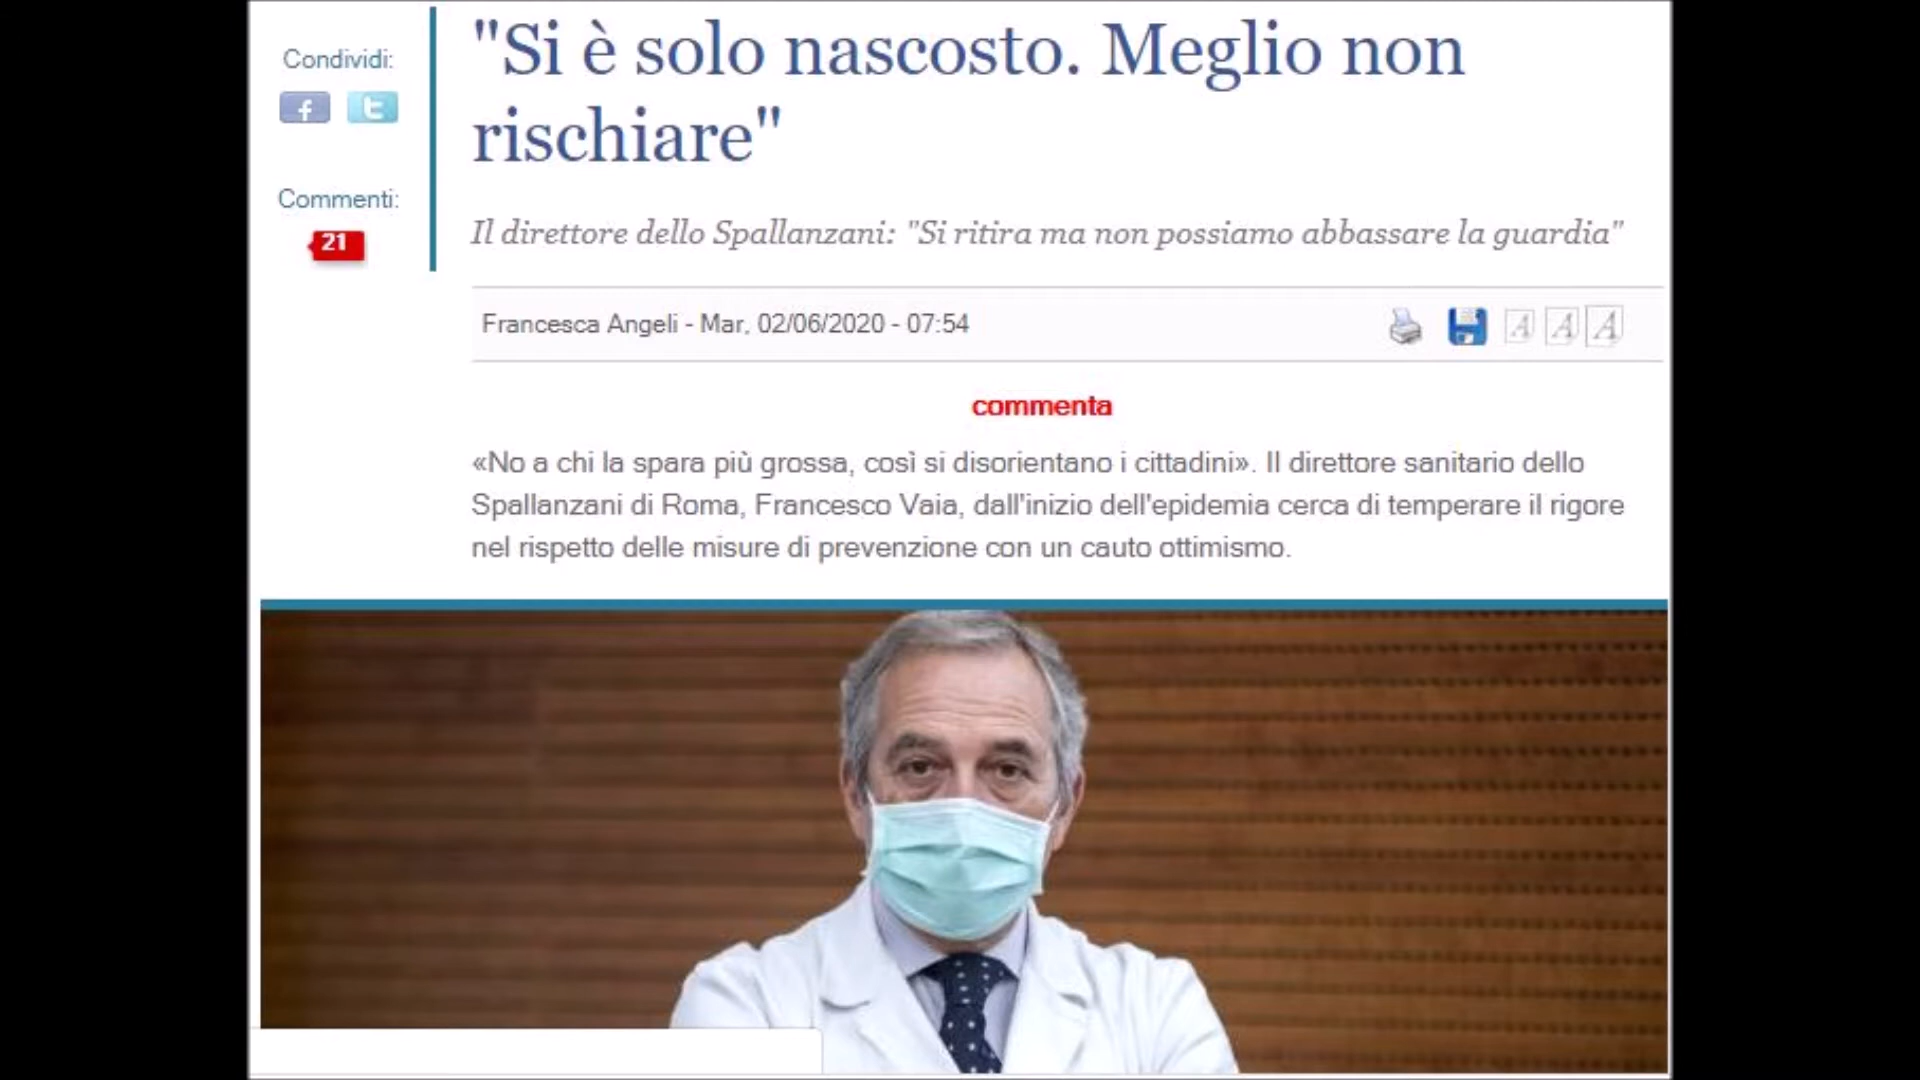 Condividi:
"Si è solo nascosto. Meglio non
rischiare"
Commenti:
21
Il direttore dello Spallanzani: "Si ritira ma non possiamo abbassare la guardia"
Francesca Angeli - Mar, 02/06/2020 - 07:54
A A A
commenta
«No a chi la spara più grossa, così si disorientano i cittadini». Il direttore sanitario dello
Spallanzani di Roma, Francesco Vaia, dall'inizio dell'epidemia cerca di temperare il rigore
nel rispetto delle misure di prevenzione con un cauto ottimismo.